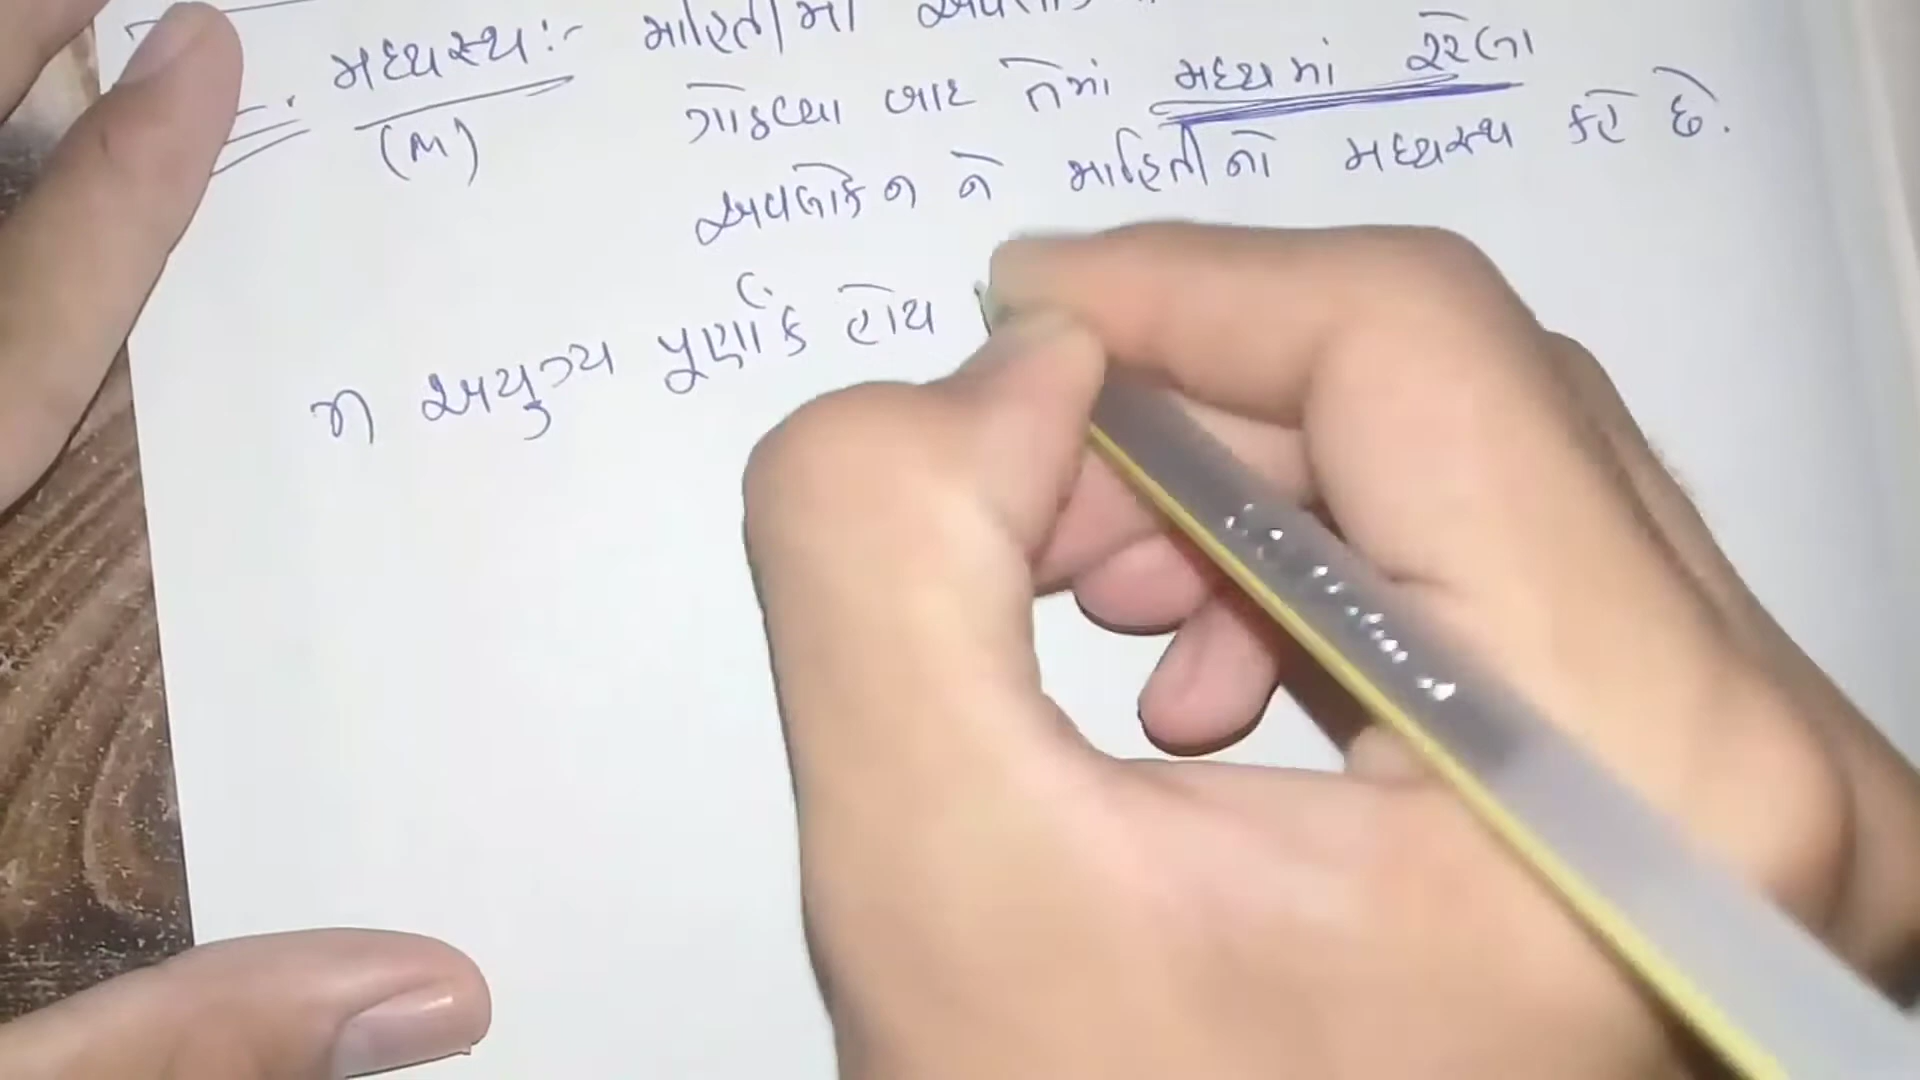 મધ્યસ્થ :- માહિતીમાં
(M)
ગોઠવ્યા બાદ તેમાં મધ્યમાં રહેલા
અવલોકન ને માહિતીનો મધ્યસ્થ કહે છે.
n અયુગ્મ પૂર્ણાંક હોય